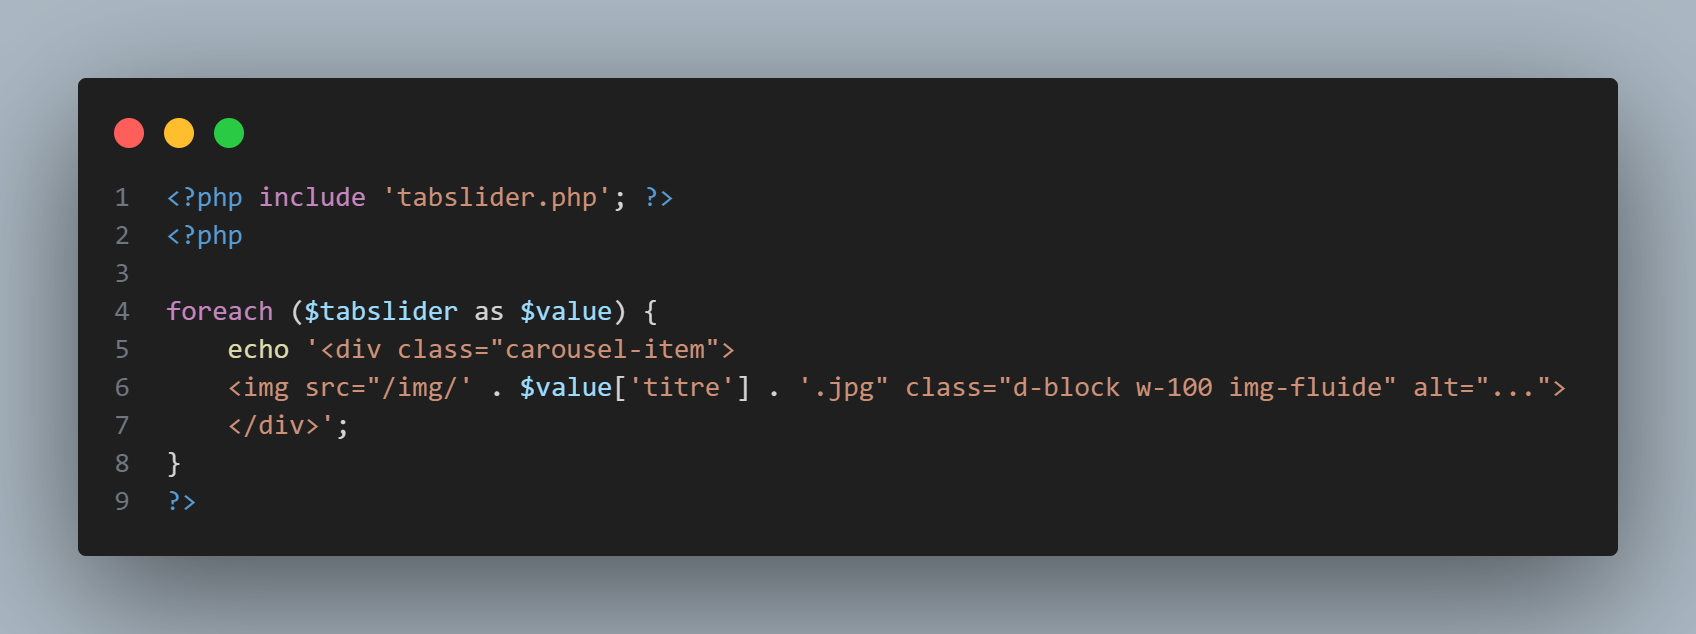 1 <?php include 'tabslider.php'; ?>
2 <?php
3
4 foreach ($tabslider as $value) {
5     echo '<div class="carousel-item">
6     <img src="/img/' . $value['titre'] . '.jpg" class="d-block w-100 img-fluide" alt="...">
7     </div>';
8 }
9 ?>